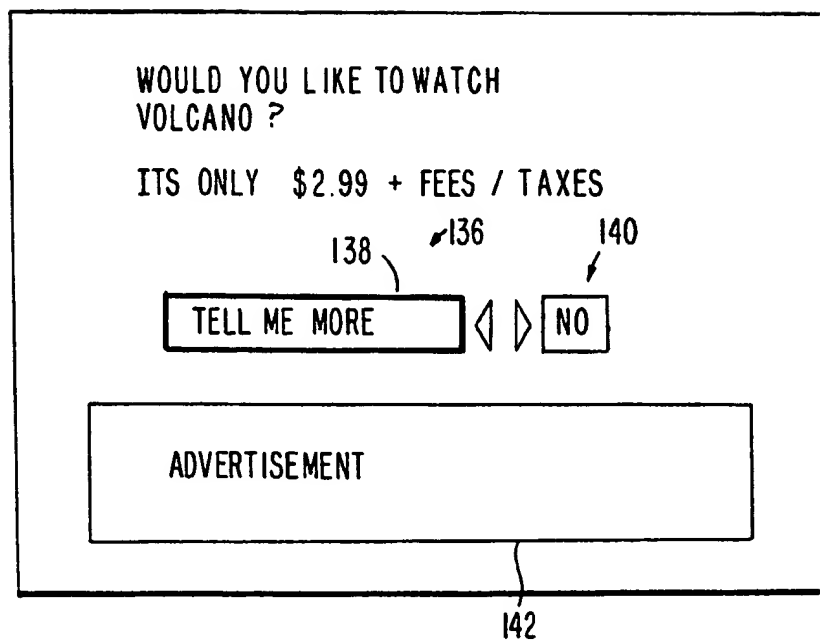 WOULD YOU LIKE TO WATCH
VOLCANO ?
ITS ONLY $2.99 + FEES / TAXES
138 136 140
TELL ME MORE NO
ADVERTISEMENT
142